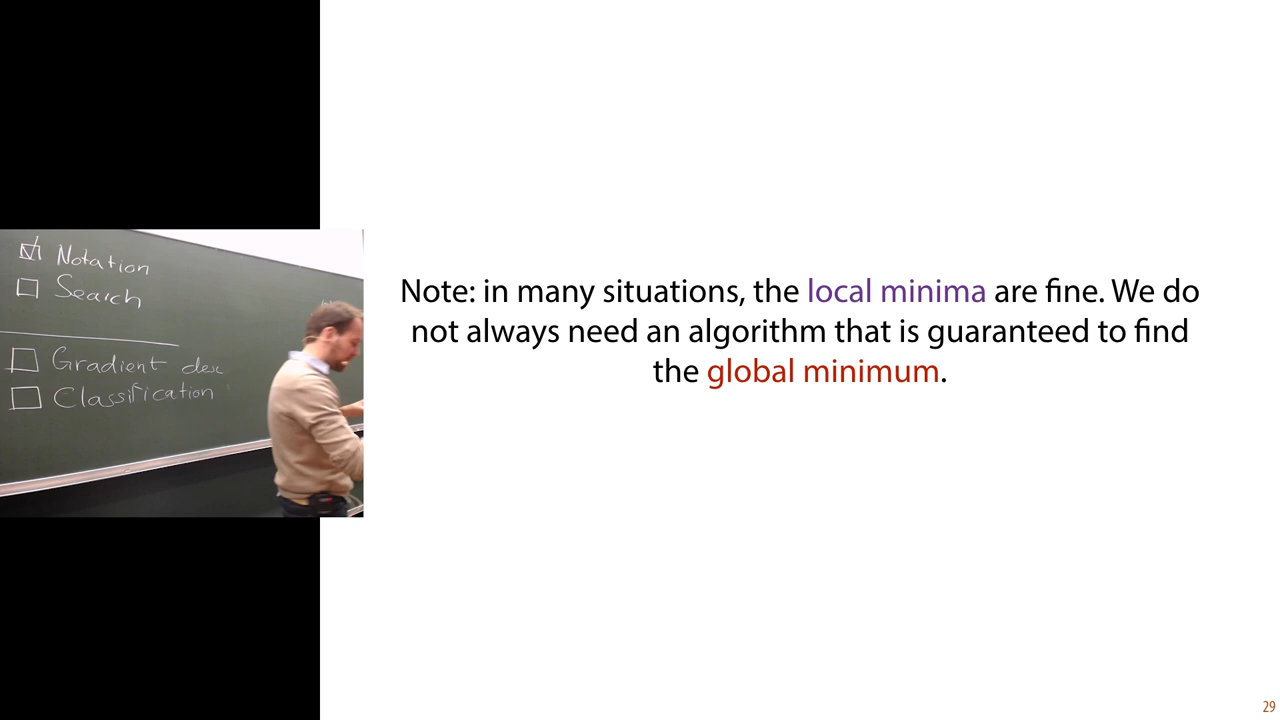 Notation
Search
Gradient desc
Classification
Note: in many situations, the local minima are fine. We do
not always need an algorithm that is guaranteed to find
the global minimum.
29